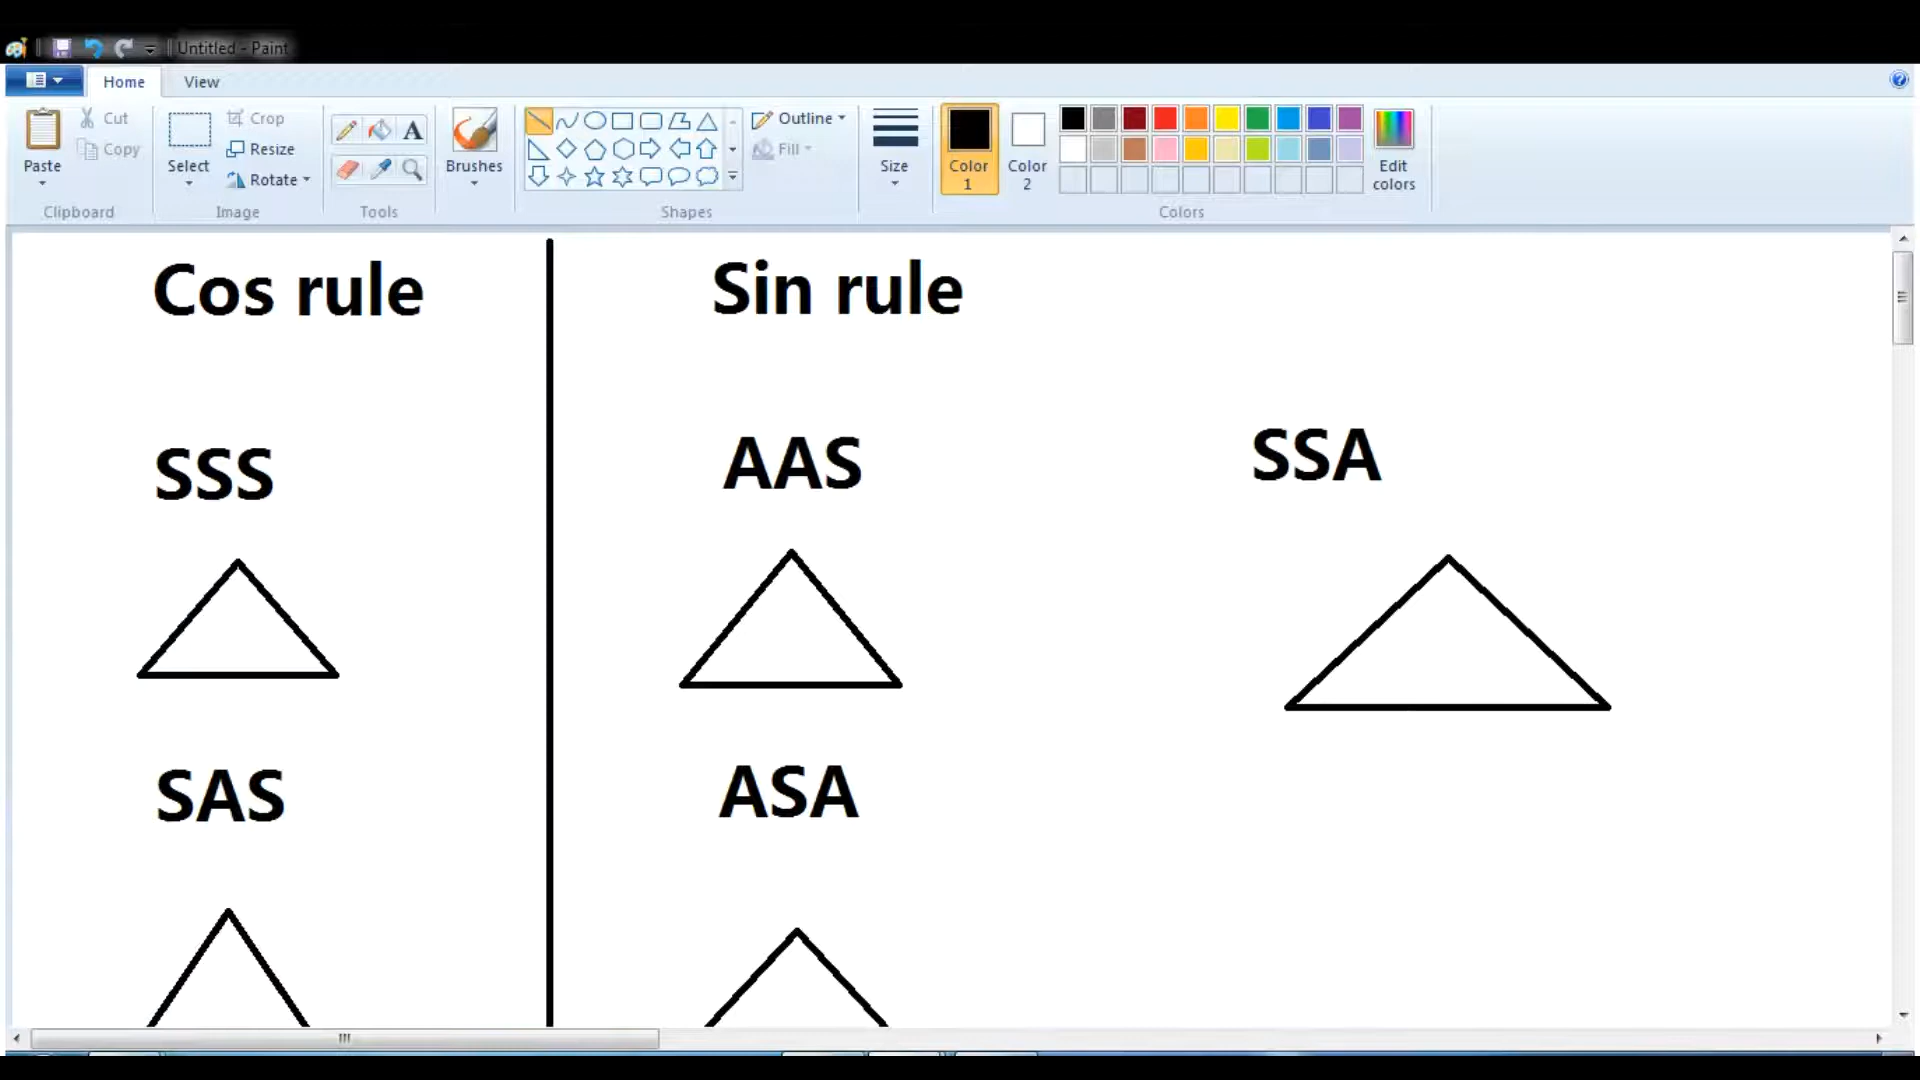 Untitled - Paint
Home View
Cut
Copy
Paste
Clipboard
Select
Crop
Resize
Rotate
Image
A
Tools
Brushes
Outline
Fill
Shapes
Size
Color 1
Color 2
Edit colors
Colors
Cos rule
Sin rule
SSS
AAS
SSA
SAS
ASA